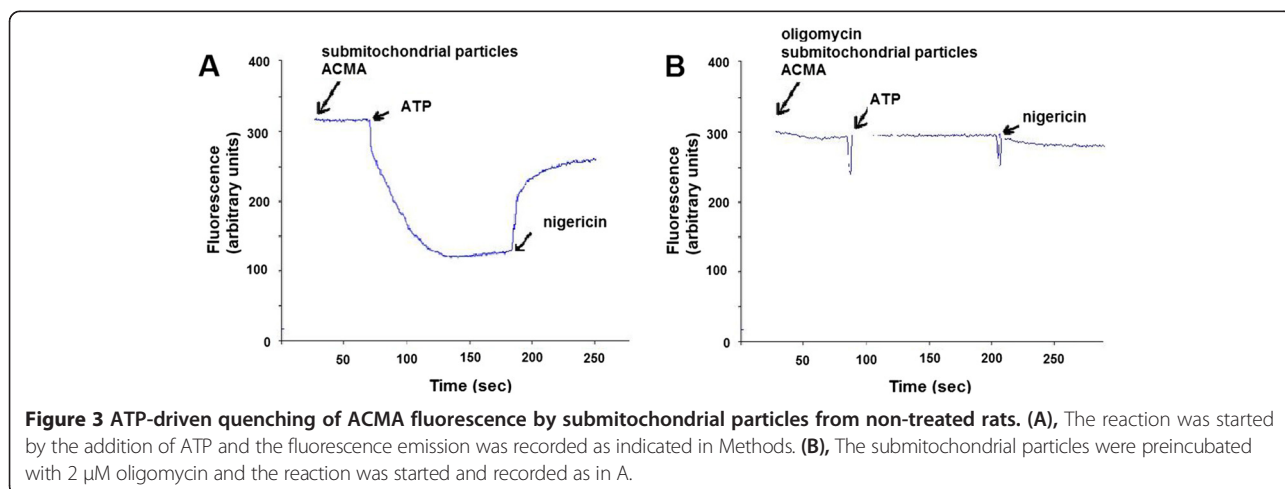 A
submitochondrial particles
ACMA
ATP
nigericin
400
300
200
100
0
50
100
150
200
250
Fluorescence
(arbitrary units)
Time (sec)
B
oligomycin
submitochondrial particles
ACMA
ATP
nigericin
400
300
200
100
0
50
100
150
200
250
Fluorescence
(arbitrary units)
Time (sec)
Figure 3 ATP-driven quenching of ACMA fluorescence by submitochondrial particles from non-treated rats. (A), The reaction was started
by the addition of ATP and the fluorescence emission was recorded as indicated in Methods. (B), The submitochondrial particles were preincubated
with 2 μM oligomycin and the reaction was started and recorded as in A.